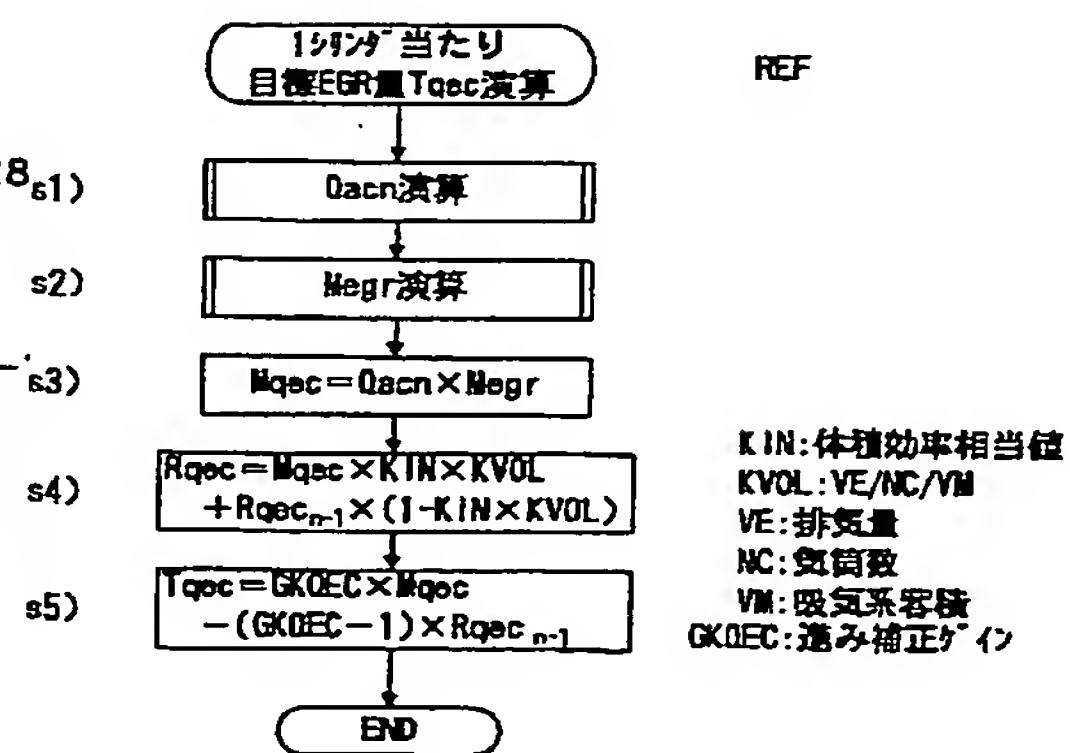 1シリンダ当たり
目標EGR量Tqec演算
REF
8
s1)
Qacn演算
s2)
Megr演算
s3)
Mqec=Qacn×Megr
s4)
Rqec=Mqec×KIN×KVOL
+Rqecn-1×(1-KIN×KVOL)
s5)
Tqec=GKQEC×Mqec
-(GKQEC-1)×Rqecn-1
END
KIN:体積効率相当値
KVOL:VE/NC/VM
VE:排気量
NC:気筒数
VM:吸気系容積
GKQEC:進み補正ゲイン